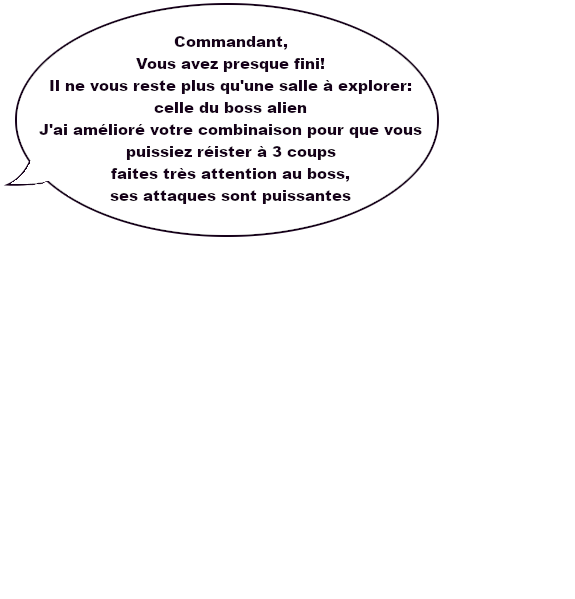 Commandant,
Vous avez presque fini!
Il ne vous reste plus qu'une salle à explorer:
celle du boss alien
J'ai amélioré votre combinaison pour que vous
puissiez réister à 3 coups
faites très attention au boss,
ses attaques sont puissantes